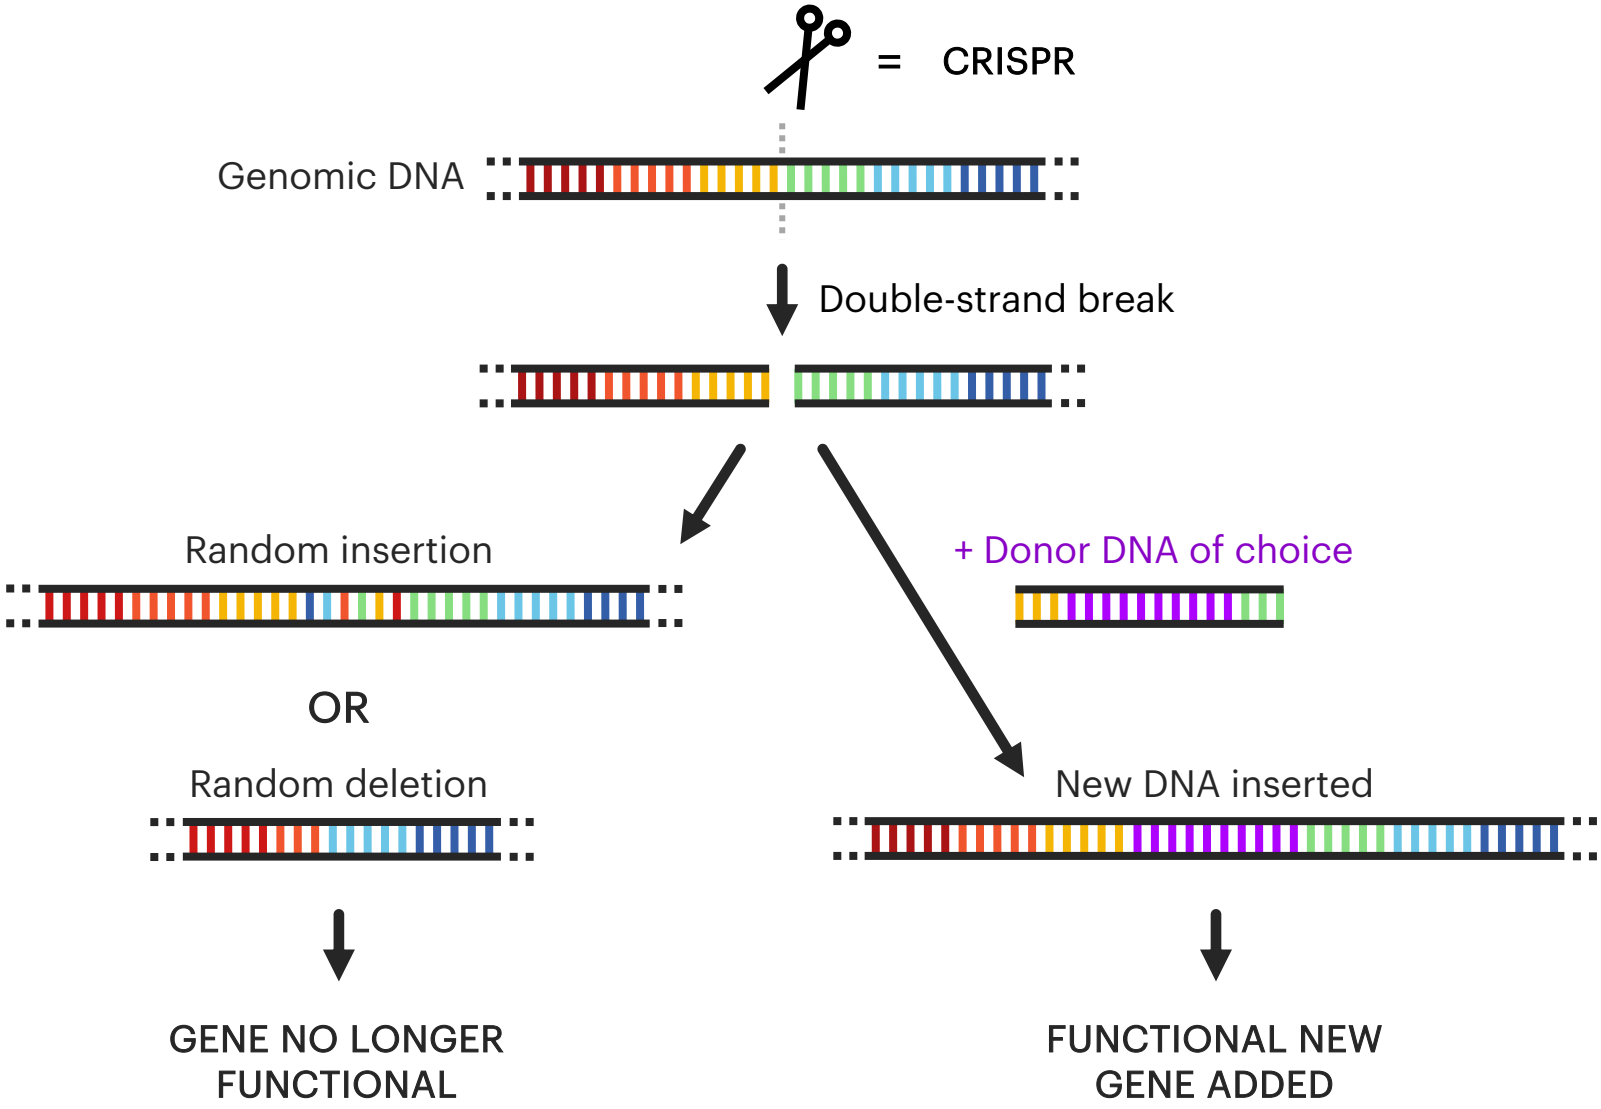 = CRISPR
Genomic DNA
Double-strand break
Random insertion
+ Donor DNA of choice
OR
Random deletion
New DNA inserted
GENE NO LONGER
FUNCTIONAL
FUNCTIONAL NEW
GENE ADDED